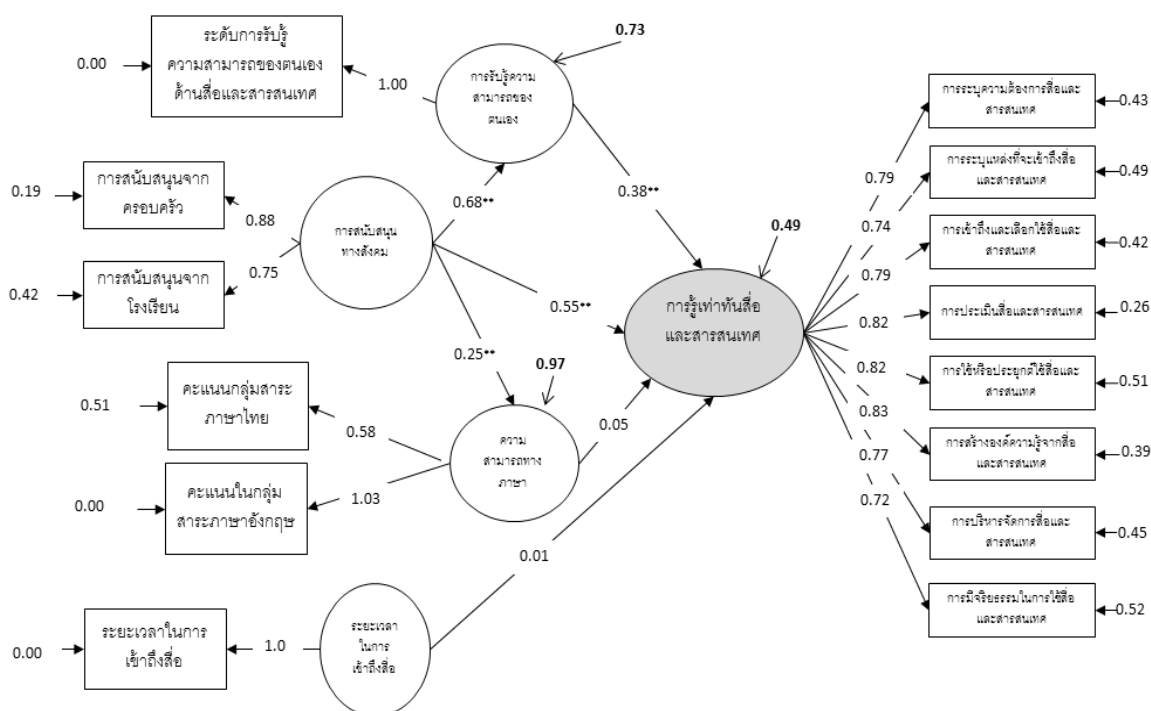 0.73
0.00
ระดับการรับรู้
ความสามารถของตนเอง
ด้านสื่อและสารสนเทศ
1.00
การรับรู้ความ
สามารถของ
ตนเอง
0.19
การสนับสนุนจาก
ครอบครัว
0.88
0.42
การสนับสนุนจาก
โรงเรียน
0.75
การสนับสนุน
ทางสังคม
0.68**
0.38**
0.55**
0.25**
0.49
การรู้เท่าทันสื่อ
และสารสนเทศ
0.51
คะแนนกลุ่มสาระ
ภาษาไทย
0.58
0.00
คะแนนในกลุ่ม
สาระภาษาอังกฤษ
1.03
0.97
ความ
สามารถทาง
ภาษา
0.05
0.00
ระยะเวลาในการ
เข้าถึงสื่อ
1.0
ระยะเวลา
ในการ
เข้าถึงสื่อ
0.01
0.79
0.74
0.79
0.82
0.82
0.83
0.77
0.72
การระบุความต้องการสื่อและ
สารสนเทศ
0.43
การระบุแหล่งที่จะเข้าถึงสื่อ
และสารสนเทศ
0.49
การเข้าถึงและเลือกใช้สื่อและ
สารสนเทศ
0.42
การประเมินสื่อและสารสนเทศ
0.26
การใช้หรือประยุกต์ใช้สื่อและ
สารสนเทศ
0.51
การสร้างองค์ความรู้จากสื่อ
และสารสนเทศ
0.39
การบริหารจัดการสื่อและ
สารสนเทศ
0.45
การมีจริยธรรมในการใช้สื่อ
และสารสนเทศ
0.52